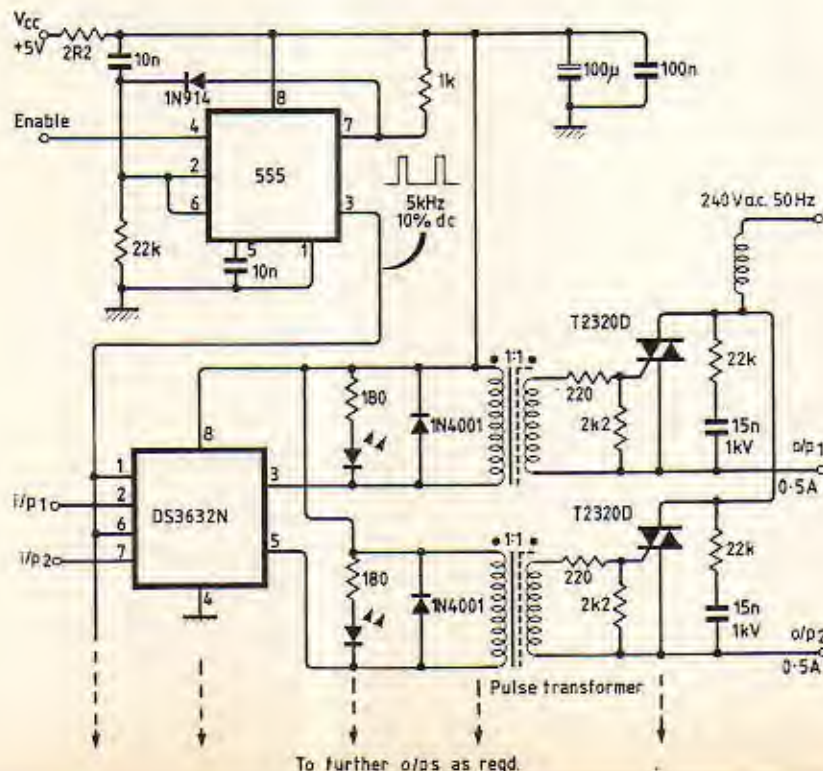 Vcc
+5V
2R2
10n
1N914
8
1k
100µ
100n
Enable
4
7
2
555
6
3
5kHz
10% dc
22k
5
1
10n
240V a.c. 50Hz
T2320D
1:1
180
1N4001
220
22k
2k2
15n
1kV
o/p1
0·5A
8
1
3
i/p1
2
DS3632N
6
5
i/p2
7
4
T2320D
1:1
180
1N4001
220
22k
2k2
15n
1kV
o/p2
0·5A
Pulse transformer
To further o/ps as reqd.